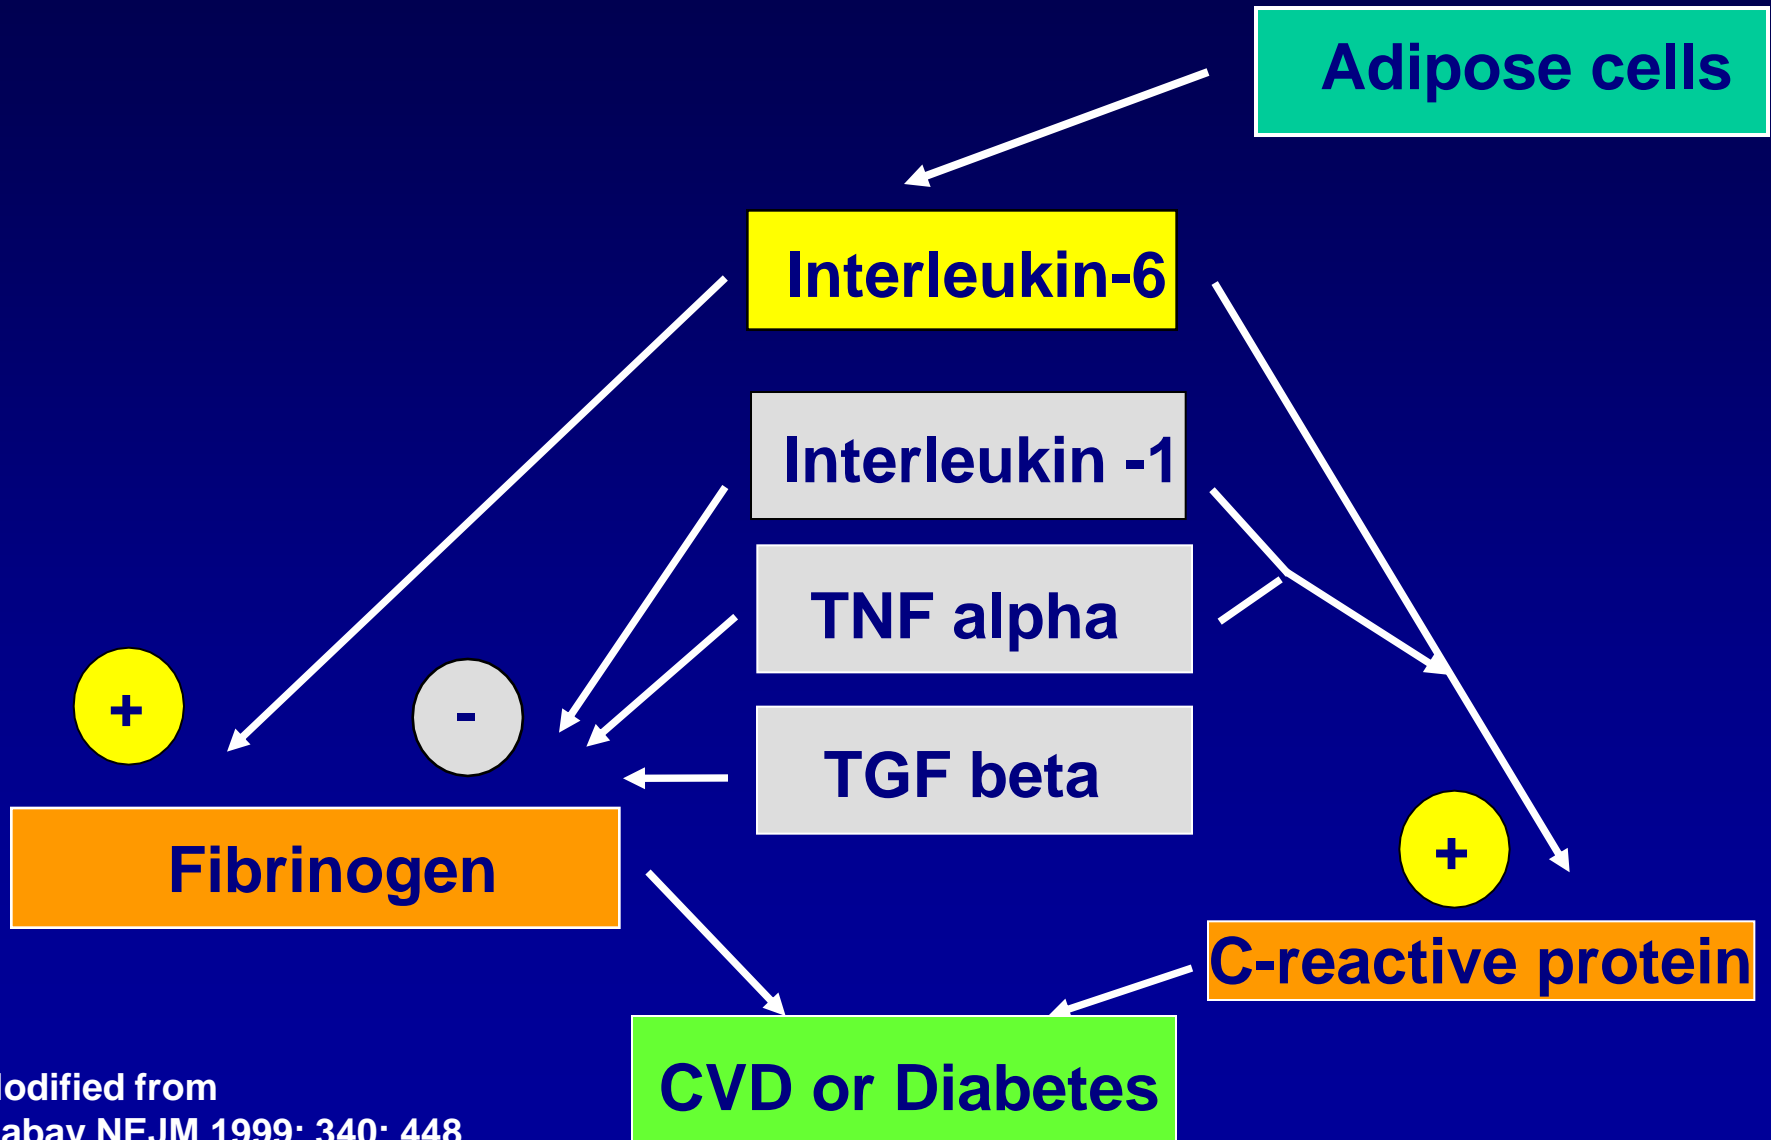 Adipose cells
Interleukin-6
Interleukin -1
TNF alpha
+
-
TGF beta
+
Fibrinogen
C-reactive protein
CVD or Diabetes
odified from
abay NEJM 1999; 340: 448